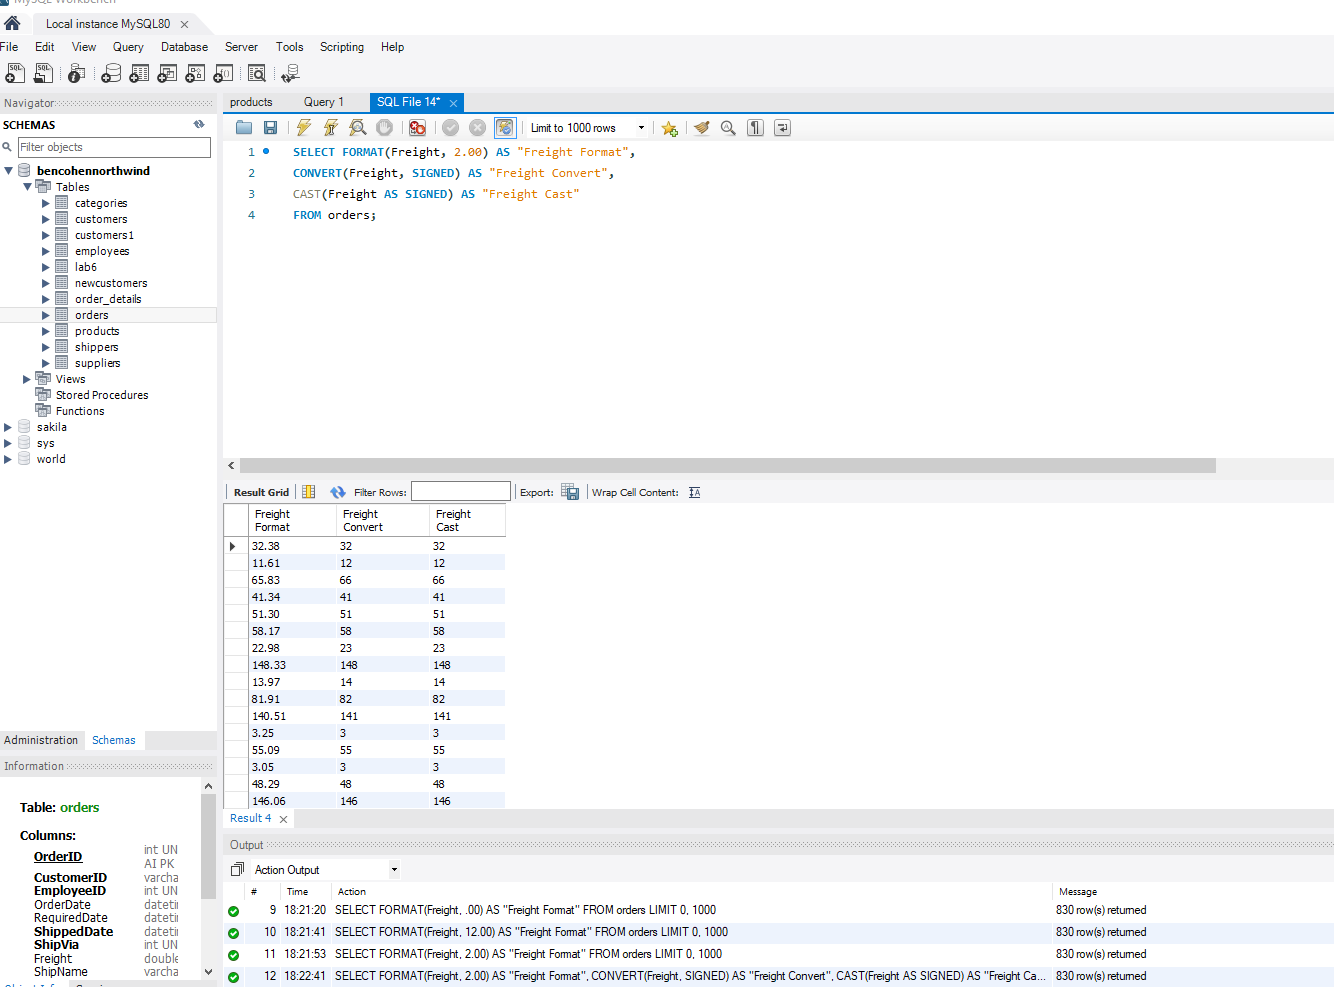 MySQL Workbench
Local instance MySQL80
File Edit View Query Database Server Tools Scripting Help
Navigator
SCHEMAS
Filter objects
bencohennorthwind
Tables
categories
customers
customers1
employees
lab6
newcustomers
order_details
orders
products
shippers
suppliers
Views
Stored Procedures
Functions
sakila
sys
world
Administration Schemas
Information
Table: orders
Columns:
OrderID int UN
AI PK
CustomerID varcha
EmployeeID int UN
OrderDate datetin
RequiredDate datetin
ShippedDate datetin
ShipVia int UN
Freight double
ShipName varcha
products Query 1 SQL File 14*
Limit to 1000 rows
1 SELECT FORMAT(Freight, 2.00) AS "Freight Format",
2 CONVERT(Freight, SIGNED) AS "Freight Convert",
3 CAST(Freight AS SIGNED) AS "Freight Cast"
4 FROM orders;
Result Grid Filter Rows: Export: Wrap Cell Content:
Freight Format Freight Convert Freight Cast
32.38 32 32
11.61 12 12
65.83 66 66
41.34 41 41
51.30 51 51
58.17 58 58
22.98 23 23
148.33 148 148
13.97 14 14
81.91 82 82
140.51 141 141
3.25 3 3
55.09 55 55
3.05 3 3
48.29 48 48
146.06 146 146
Result 4
Output
Action Output
# Time Action Message
9 18:21:20 SELECT FORMAT(Freight, .00) AS "Freight Format" FROM orders LIMIT 0, 1000 830 row(s) returned
10 18:21:41 SELECT FORMAT(Freight, 12.00) AS "Freight Format" FROM orders LIMIT 0, 1000 830 row(s) returned
11 18:21:53 SELECT FORMAT(Freight, 2.00) AS "Freight Format" FROM orders LIMIT 0, 1000 830 row(s) returned
12 18:22:41 SELECT FORMAT(Freight, 2.00) AS "Freight Format", CONVERT(Freight, SIGNED) AS "Freight Convert", CAST(Freight AS SIGNED) AS "Freight Ca... 830 row(s) returned